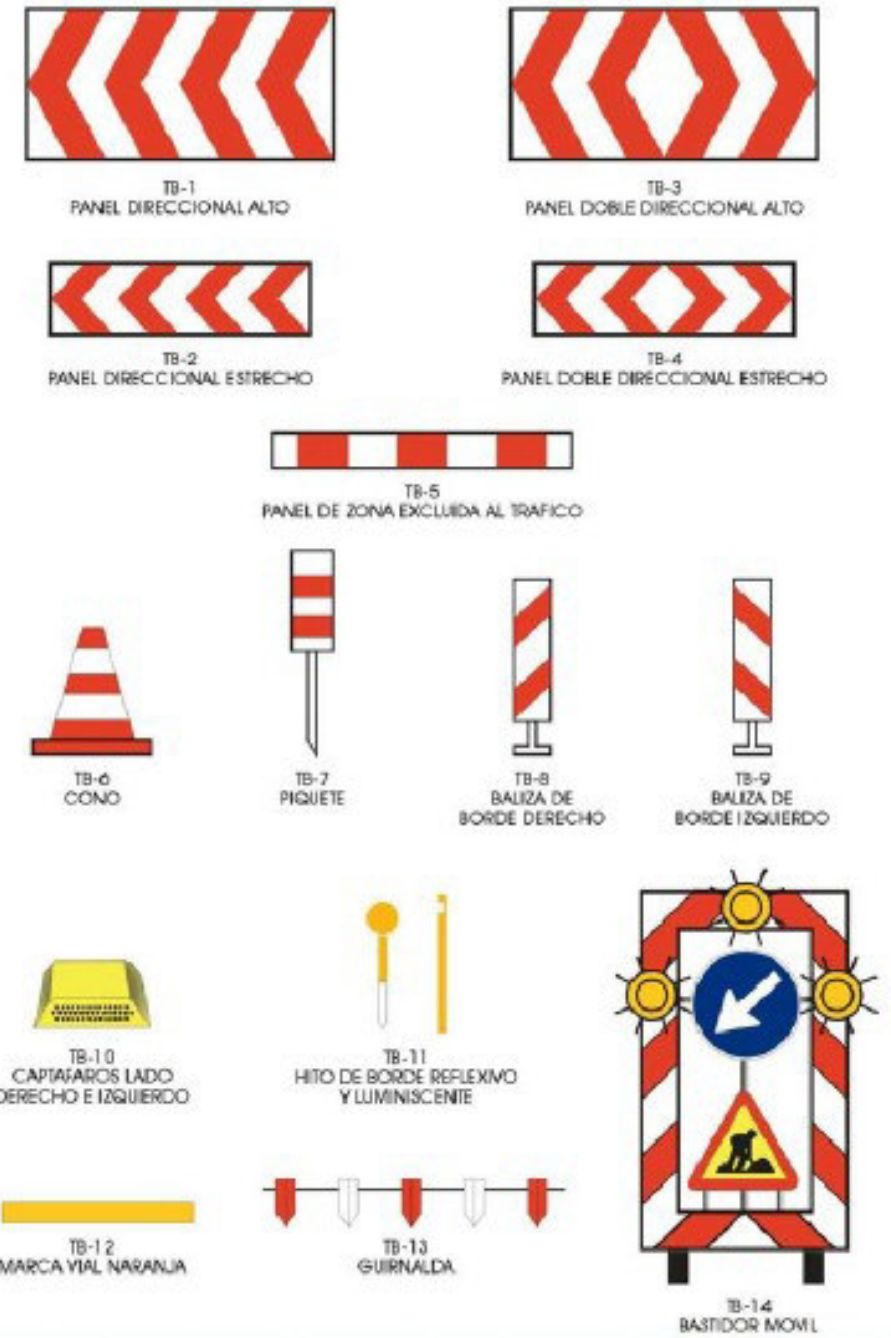 TB-1
PANEL DIRECCIONAL ALTO
TB-3
PANEL DOBLE DIRECCIONAL ALTO
TB-2
PANEL DIRECCIONAL ESTRECHO
TB-4
PANEL DOBLE DIRECCIONAL ESTRECHO
TB-5
PANEL DE ZONA EXCLUIDA AL TRAFICO
TB-6
CONO
TB-7
PIQUETE
TB-8
BALIZA DE
BORDE DERECHO
TB-9
BALIZA DE
BORDE IZQUIERDO
TB-10
CAPTAFAROS LADO
DERECHO E IZQUIERDO
TB-11
HITO DE BORDE REFLEXIVO
Y LUMINISCENTE
TB-12
MARCA VIAL NARANJA
TB-13
GUIRNALDA
TB-14
BASTIDOR MOVIL